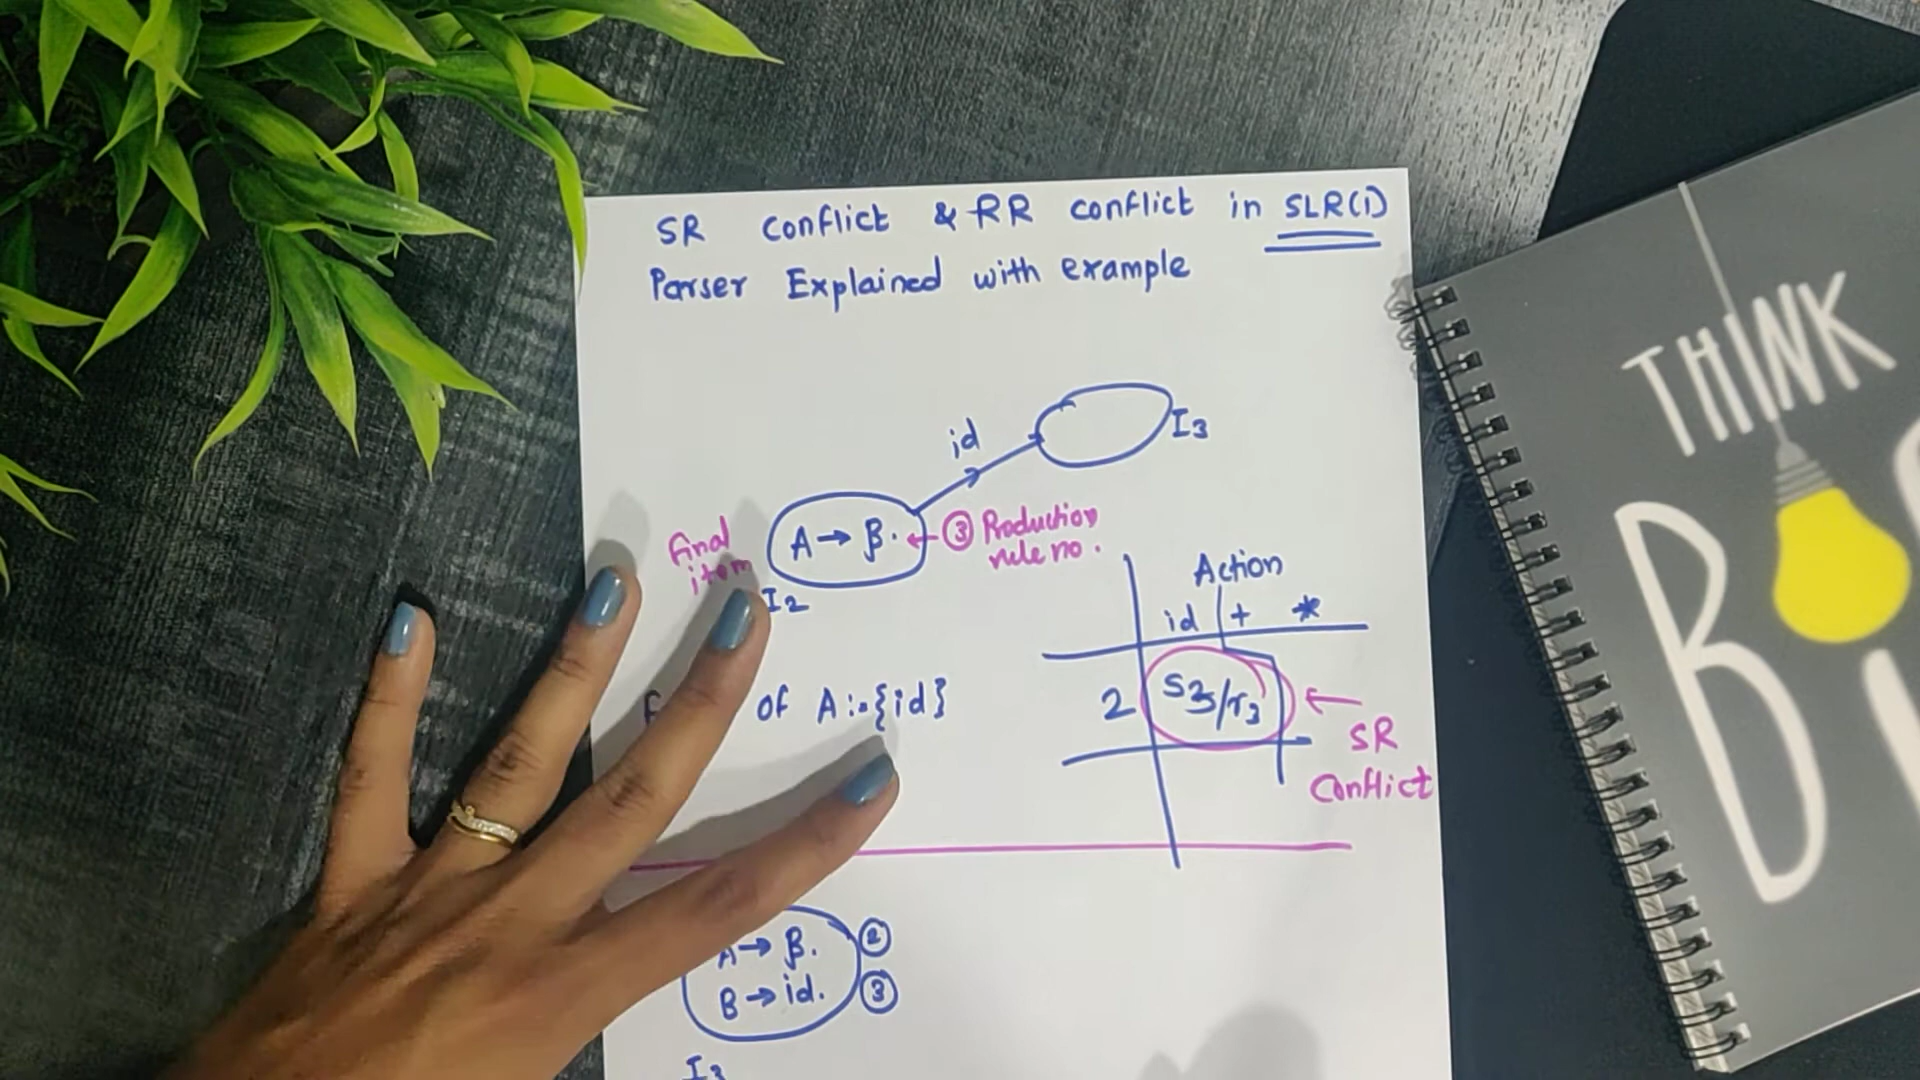 SR Conflict & RR conflict in SLR(1)
Parser Explained with example
id
I3
A → β.
Final
item
③ Production
rule no.
I2
Action
id + *
of A:={id}
2 S3/r3
SR
Conflict
A → β. ②
B → id. ③
I3
THINK